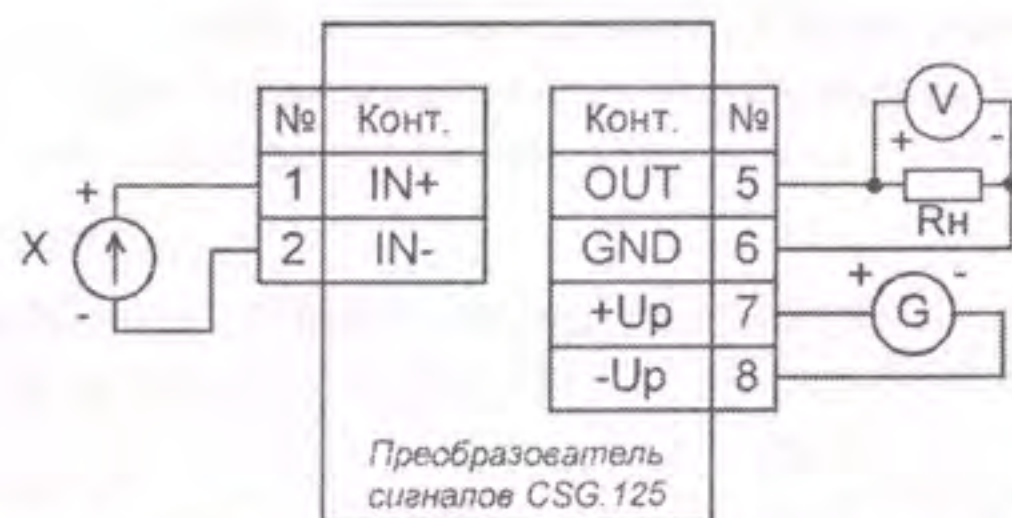 № Конт.
1 IN+
2 IN-
+
X
-
Конт. №
OUT 5
GND 6
+Up 7
-Up 8
V
+ -
Rн
+ -
G
Преобразователь
сигналов CSG.125